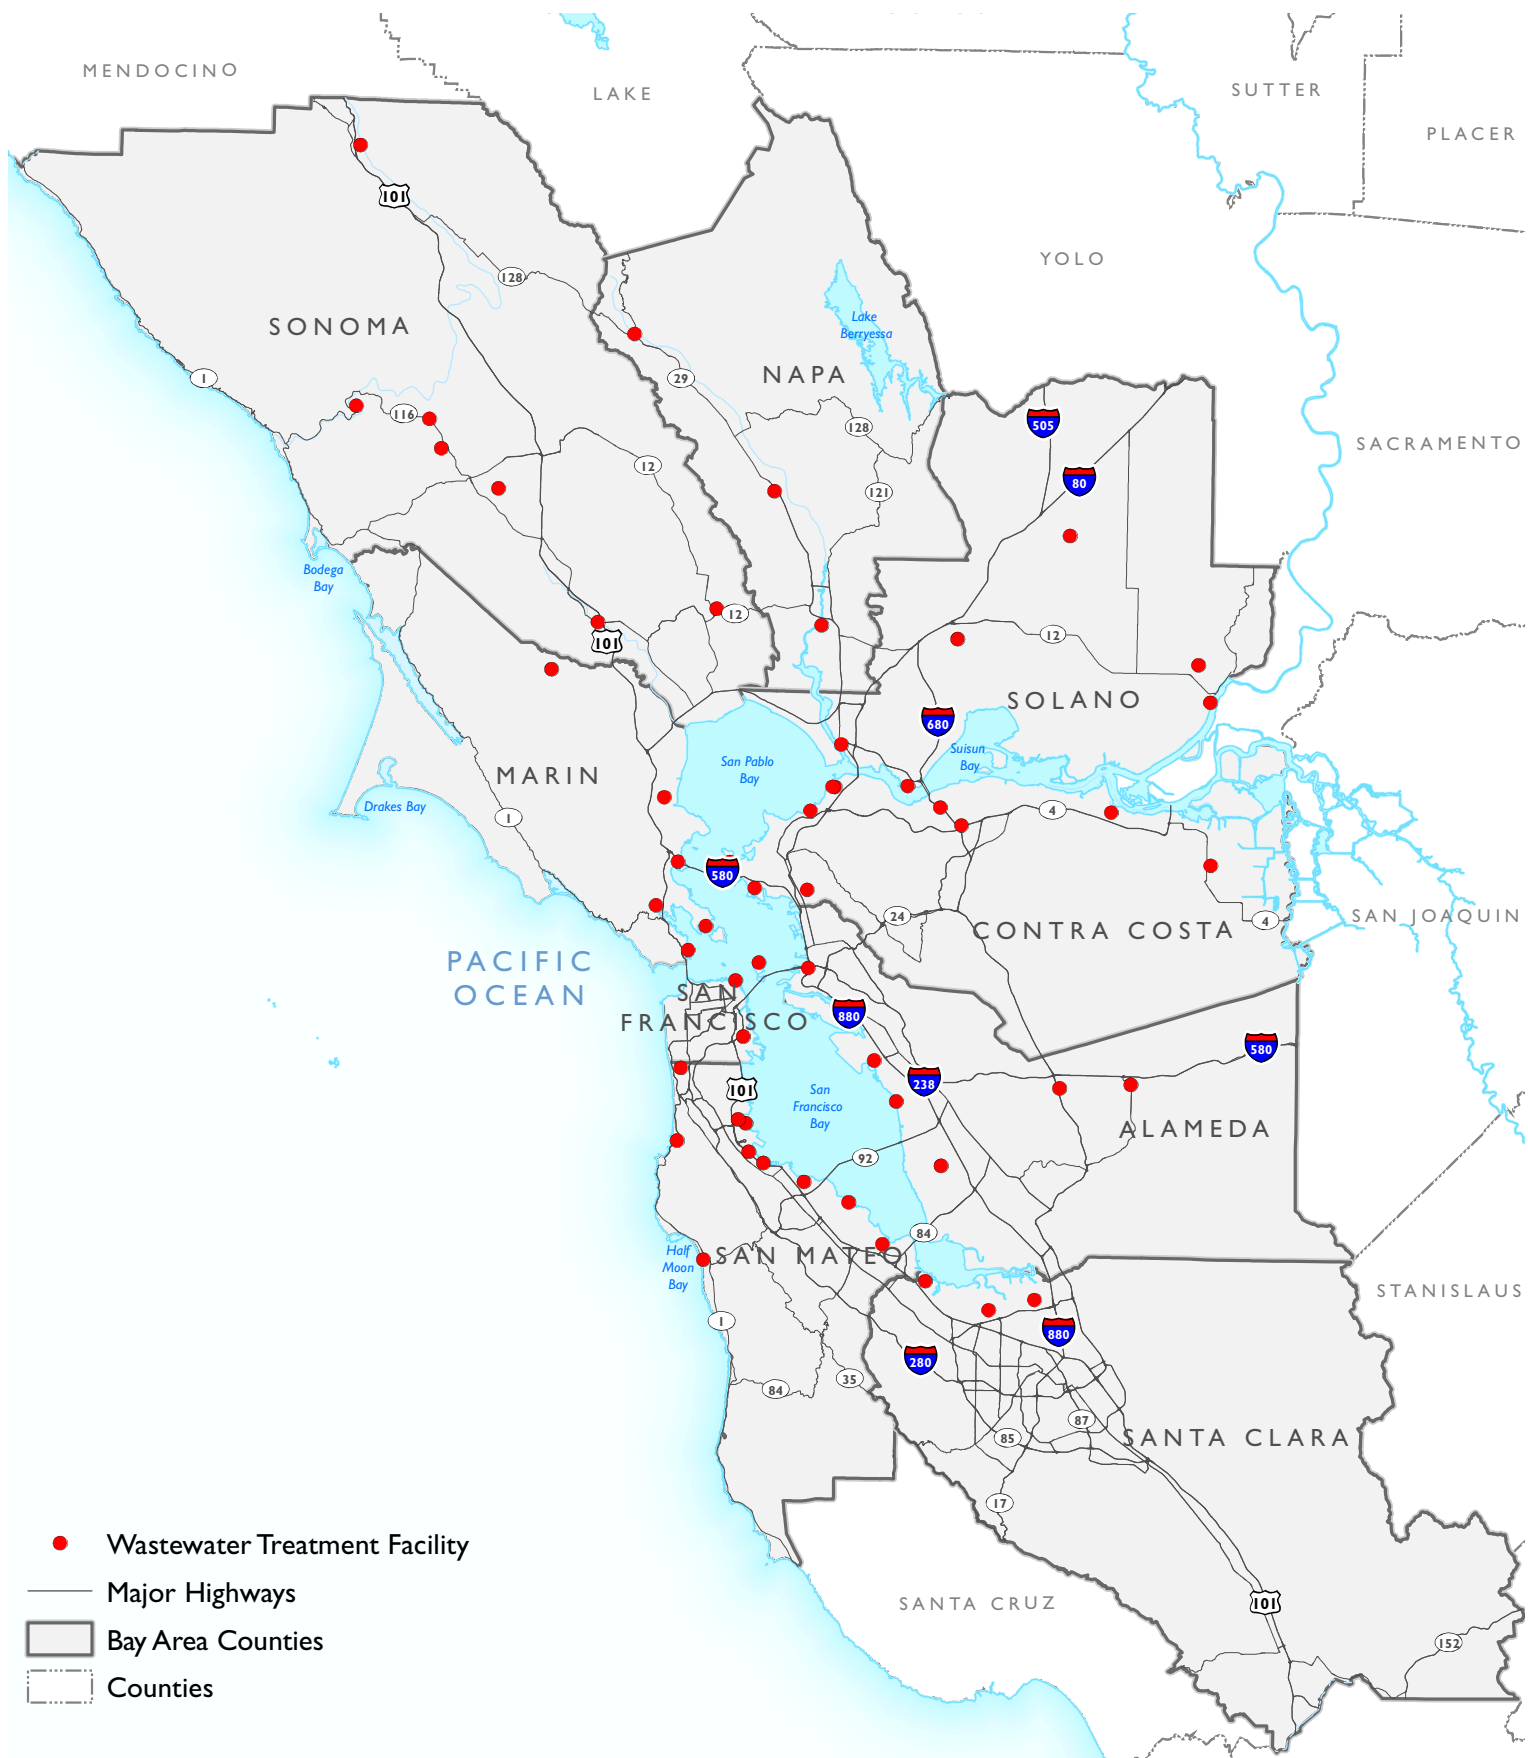 MENDOCINO
LAKE
SUTTER
PLACER
101
YOLO
128
SONOMA
Lake
Berryessa
NAPA
1
29
116
128
505
SACRAMENTO
12
80
121
Bodega
Bay
12
101
12
SOLANO
680
San Pablo
Bay
Suisun
Bay
MARIN
Drakes Bay
1
4
580
24
CONTRA COSTA
4
SAN JOAQUIN
PACIFIC
OCEAN
SAN
FRANCISCO
880
580
238
101
San
Francisco
Bay
ALAMEDA
92
84
Half
Moon
Bay
SAN MATEO
STANISLAUS
1
880
280
84
35
87
85
SANTA CLARA
17
Wastewater Treatment Facility
Major Highways
SANTA CRUZ
101
Bay Area Counties
152
Counties